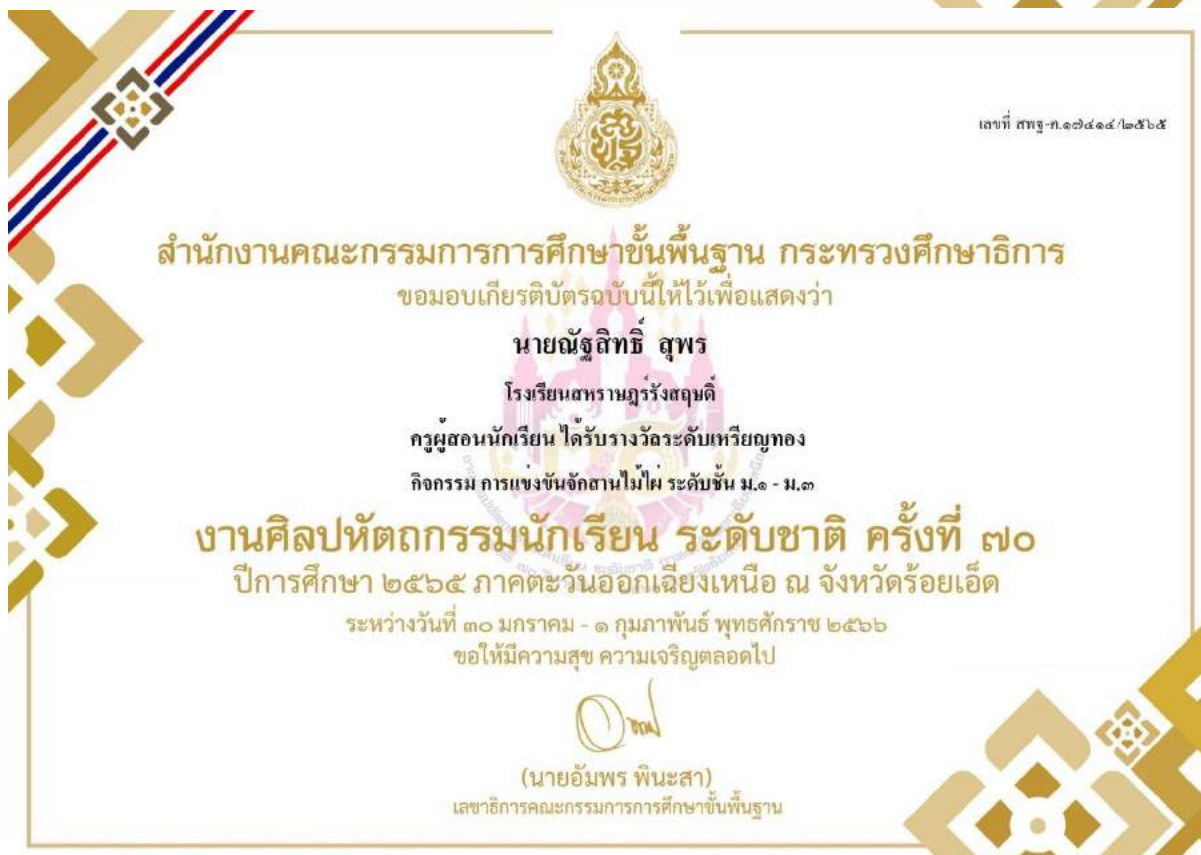 เลขที่ สพฐ-ก.๑๗๔๑๔/๒๕๖๕
สำนักงานคณะกรรมการการศึกษาขั้นพื้นฐาน กระทรวงศึกษาธิการ
ขอมอบเกียรติบัตรฉบับนี้ให้ไว้เพื่อแสดงว่า
นายณัฐสิทธิ์ สุพร
โรงเรียนสหราษฎร์รังสฤษดิ์
ครูผู้สอนนักเรียน ได้รับรางวัลระดับเหรียญทอง
กิจกรรม การแข่งขันจักสานไม้ไผ่ ระดับชั้น ม.๑ - ม.๓
งานศิลปหัตถกรรมนักเรียน ระดับชาติ ครั้งที่ ๗๐
ปีการศึกษา ๒๕๖๕ ภาคตะวันออกเฉียงเหนือ ณ จังหวัดร้อยเอ็ด
ระหว่างวันที่ ๓๐ มกราคม - ๑ กุมภาพันธ์ พุทธศักราช ๒๕๖๖
ขอให้มีความสุข ความเจริญตลอดไป
(นายอัมพร พินะสา)
เลขาธิการคณะกรรมการการศึกษาขั้นพื้นฐาน